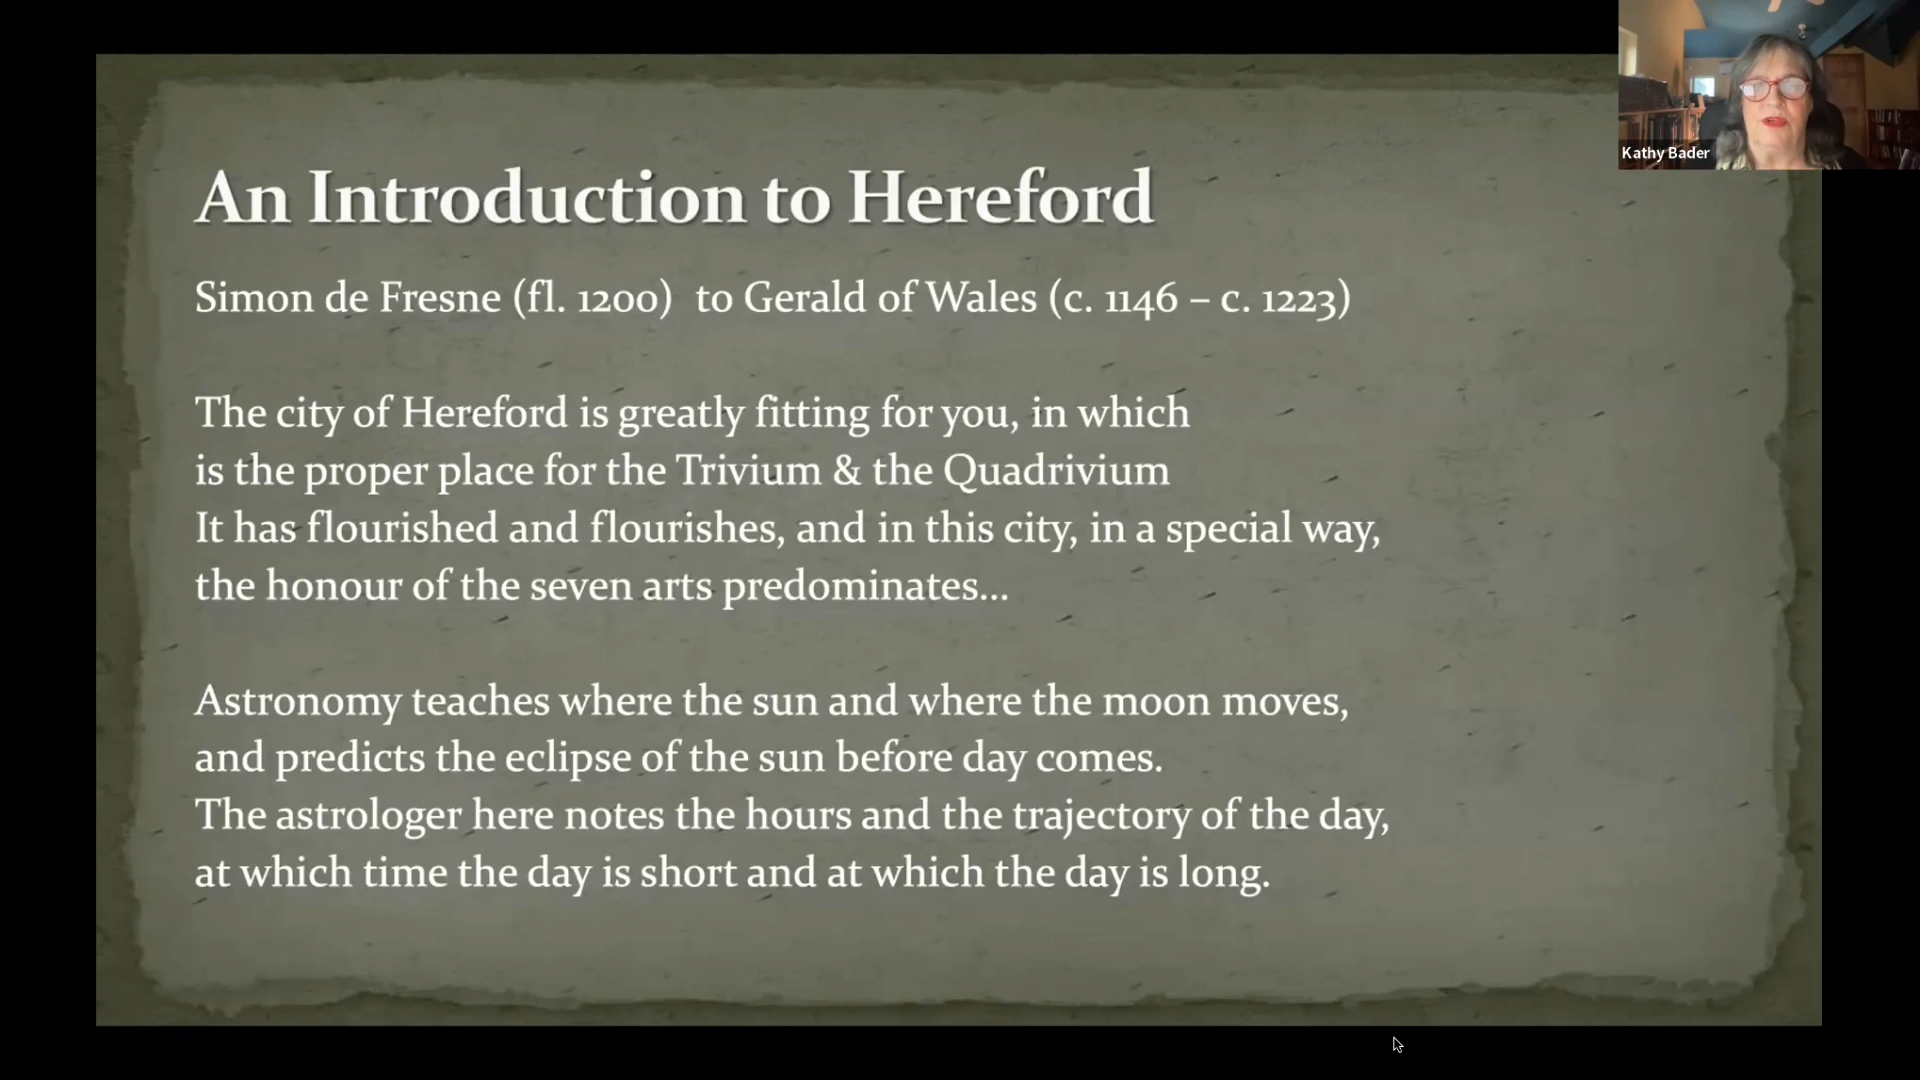 An Introduction to Hereford
Simon de Fresne (fl. 1200)  to Gerald of Wales (c. 1146 – c. 1223)
The city of Hereford is greatly fitting for you, in which
is the proper place for the Trivium & the Quadrivium
It has flourished and flourishes, and in this city, in a special way,
the honour of the seven arts predominates...
Astronomy teaches where the sun and where the moon moves,
and predicts the eclipse of the sun before day comes.
The astrologer here notes the hours and the trajectory of the day,
at which time the day is short and at which the day is long.
Kathy Bader